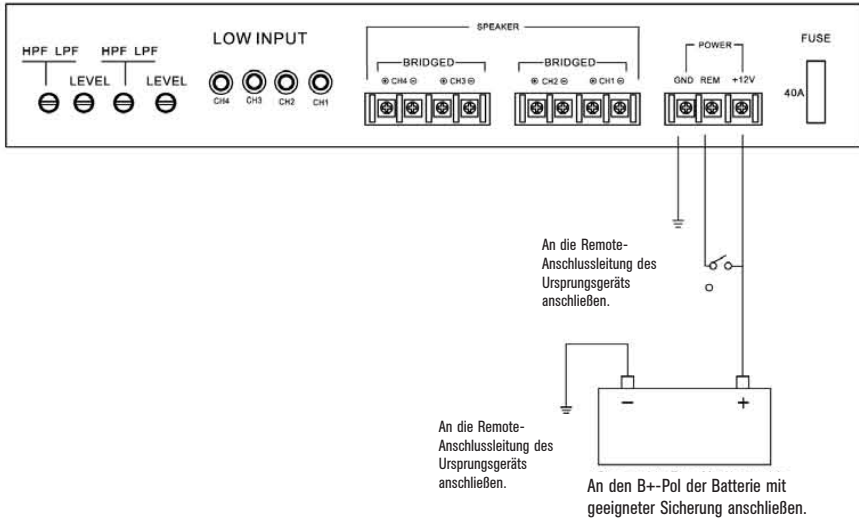 SPEAKER
HPF LPF HPF LPF
LEVEL LEVEL
LOW INPUT
CH4 CH3 CH2 CH1
BRIDGED BRIDGED
⊕ CH4 ⊖ ⊕ CH3 ⊖ ⊕ CH2 ⊖ ⊕ CH1 ⊖
POWER
GND REM +12V
FUSE
40A
An die Remote-
Anschlussleitung des
Ursprungsgeräts
anschließen.
− +
An die Remote-
Anschlussleitung des
Ursprungsgeräts
anschließen.
An den B+-Pol der Batterie mit
geeigneter Sicherung anschließen.